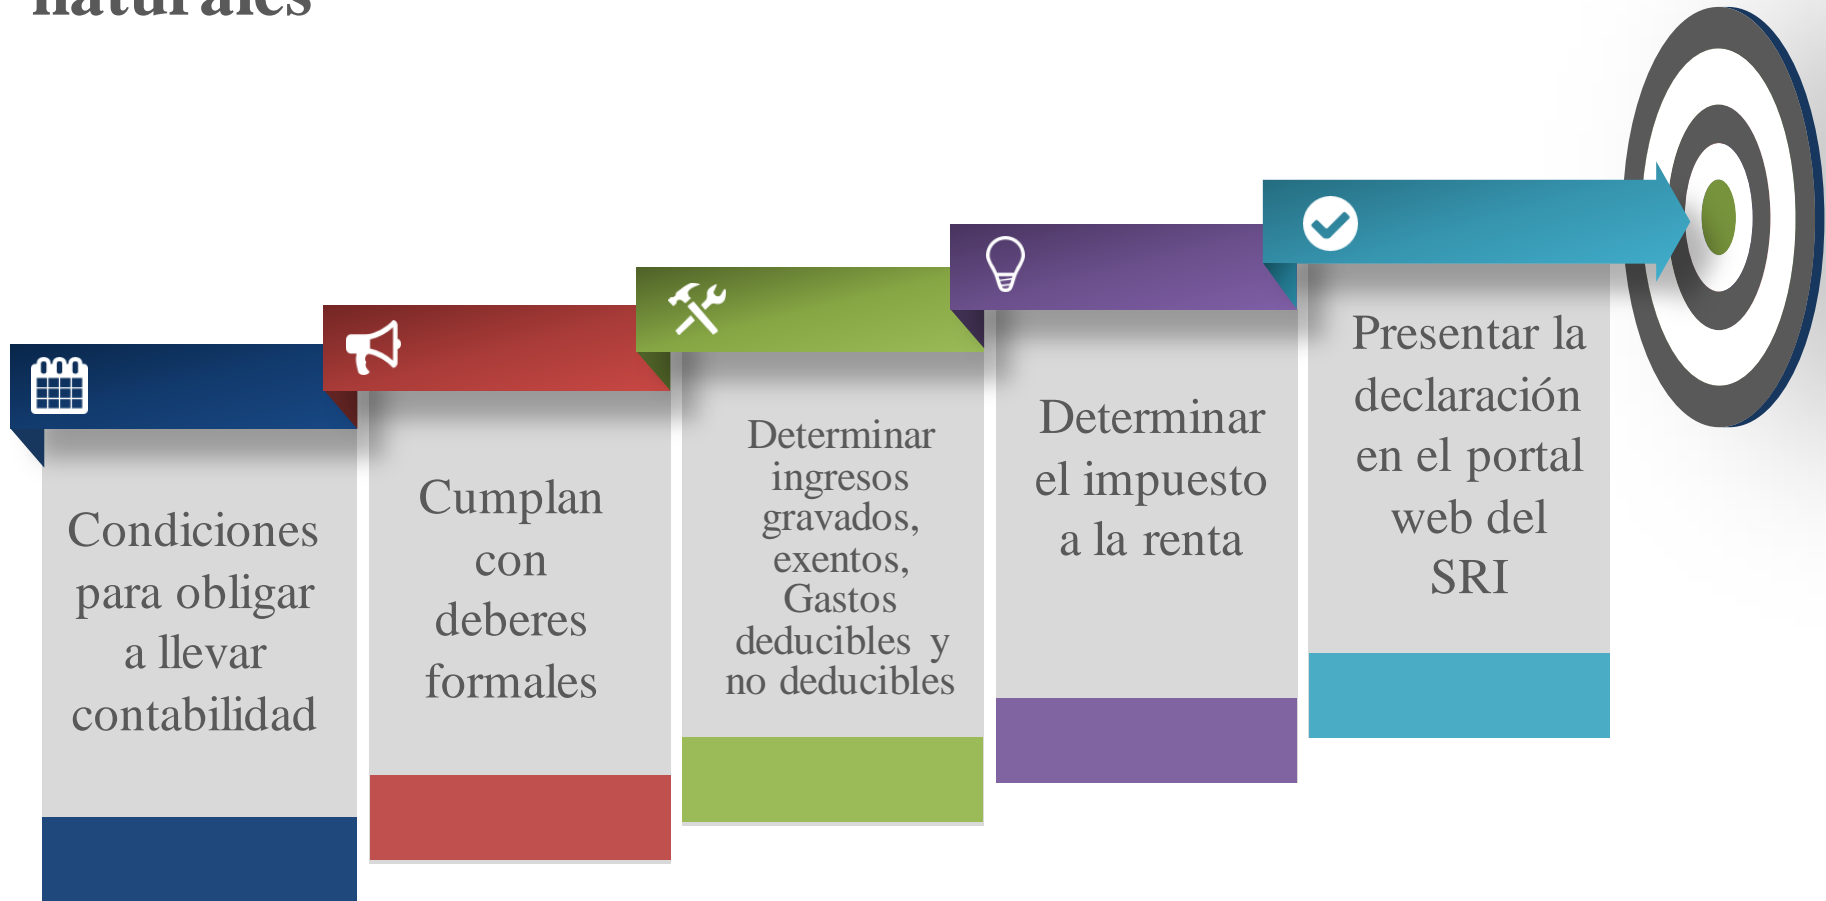 naturales
Condiciones
para obligar
a llevar
contabilidad
Cumplan
con
deberes
formales
Determinar
ingresos
gravados,
exentos,
Gastos
deducibles y
no deducibles
Determinar
el impuesto
a la renta
Presentar la
declaración
en el portal
web del
SRI